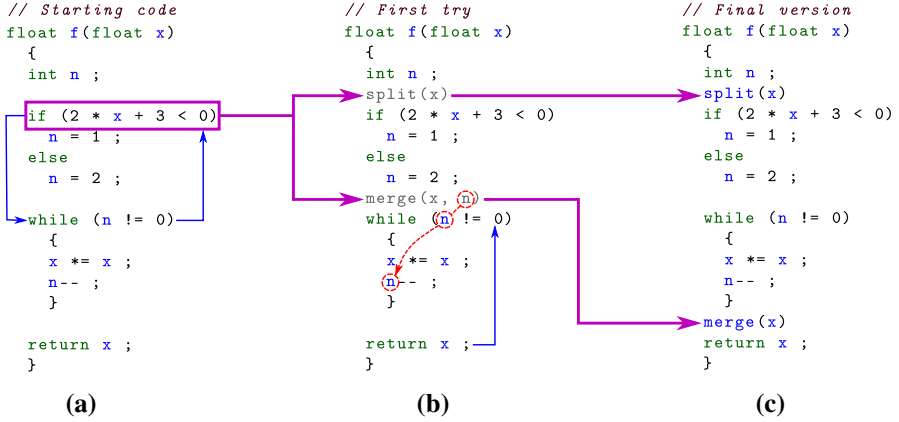 // Starting code
float f(float x)
{
int n ;
if (2 * x + 3 < 0)
n = 1 ;
else
n = 2 ;
while (n != 0)
{
x *= x ;
n-- ;
}
return x ;
}
(a)
// First try
float f(float x)
{
int n ;
split(x)
if (2 * x + 3 < 0)
n = 1 ;
else
n = 2 ;
merge(x, n)
while (n != 0)
{
x *= x ;
n-- ;
}
return x ;
}
(b)
// Final version
float f(float x)
{
int n ;
split(x)
if (2 * x + 3 < 0)
n = 1 ;
else
n = 2 ;
while (n != 0)
{
x *= x ;
n-- ;
}
merge(x)
return x ;
}
(c)